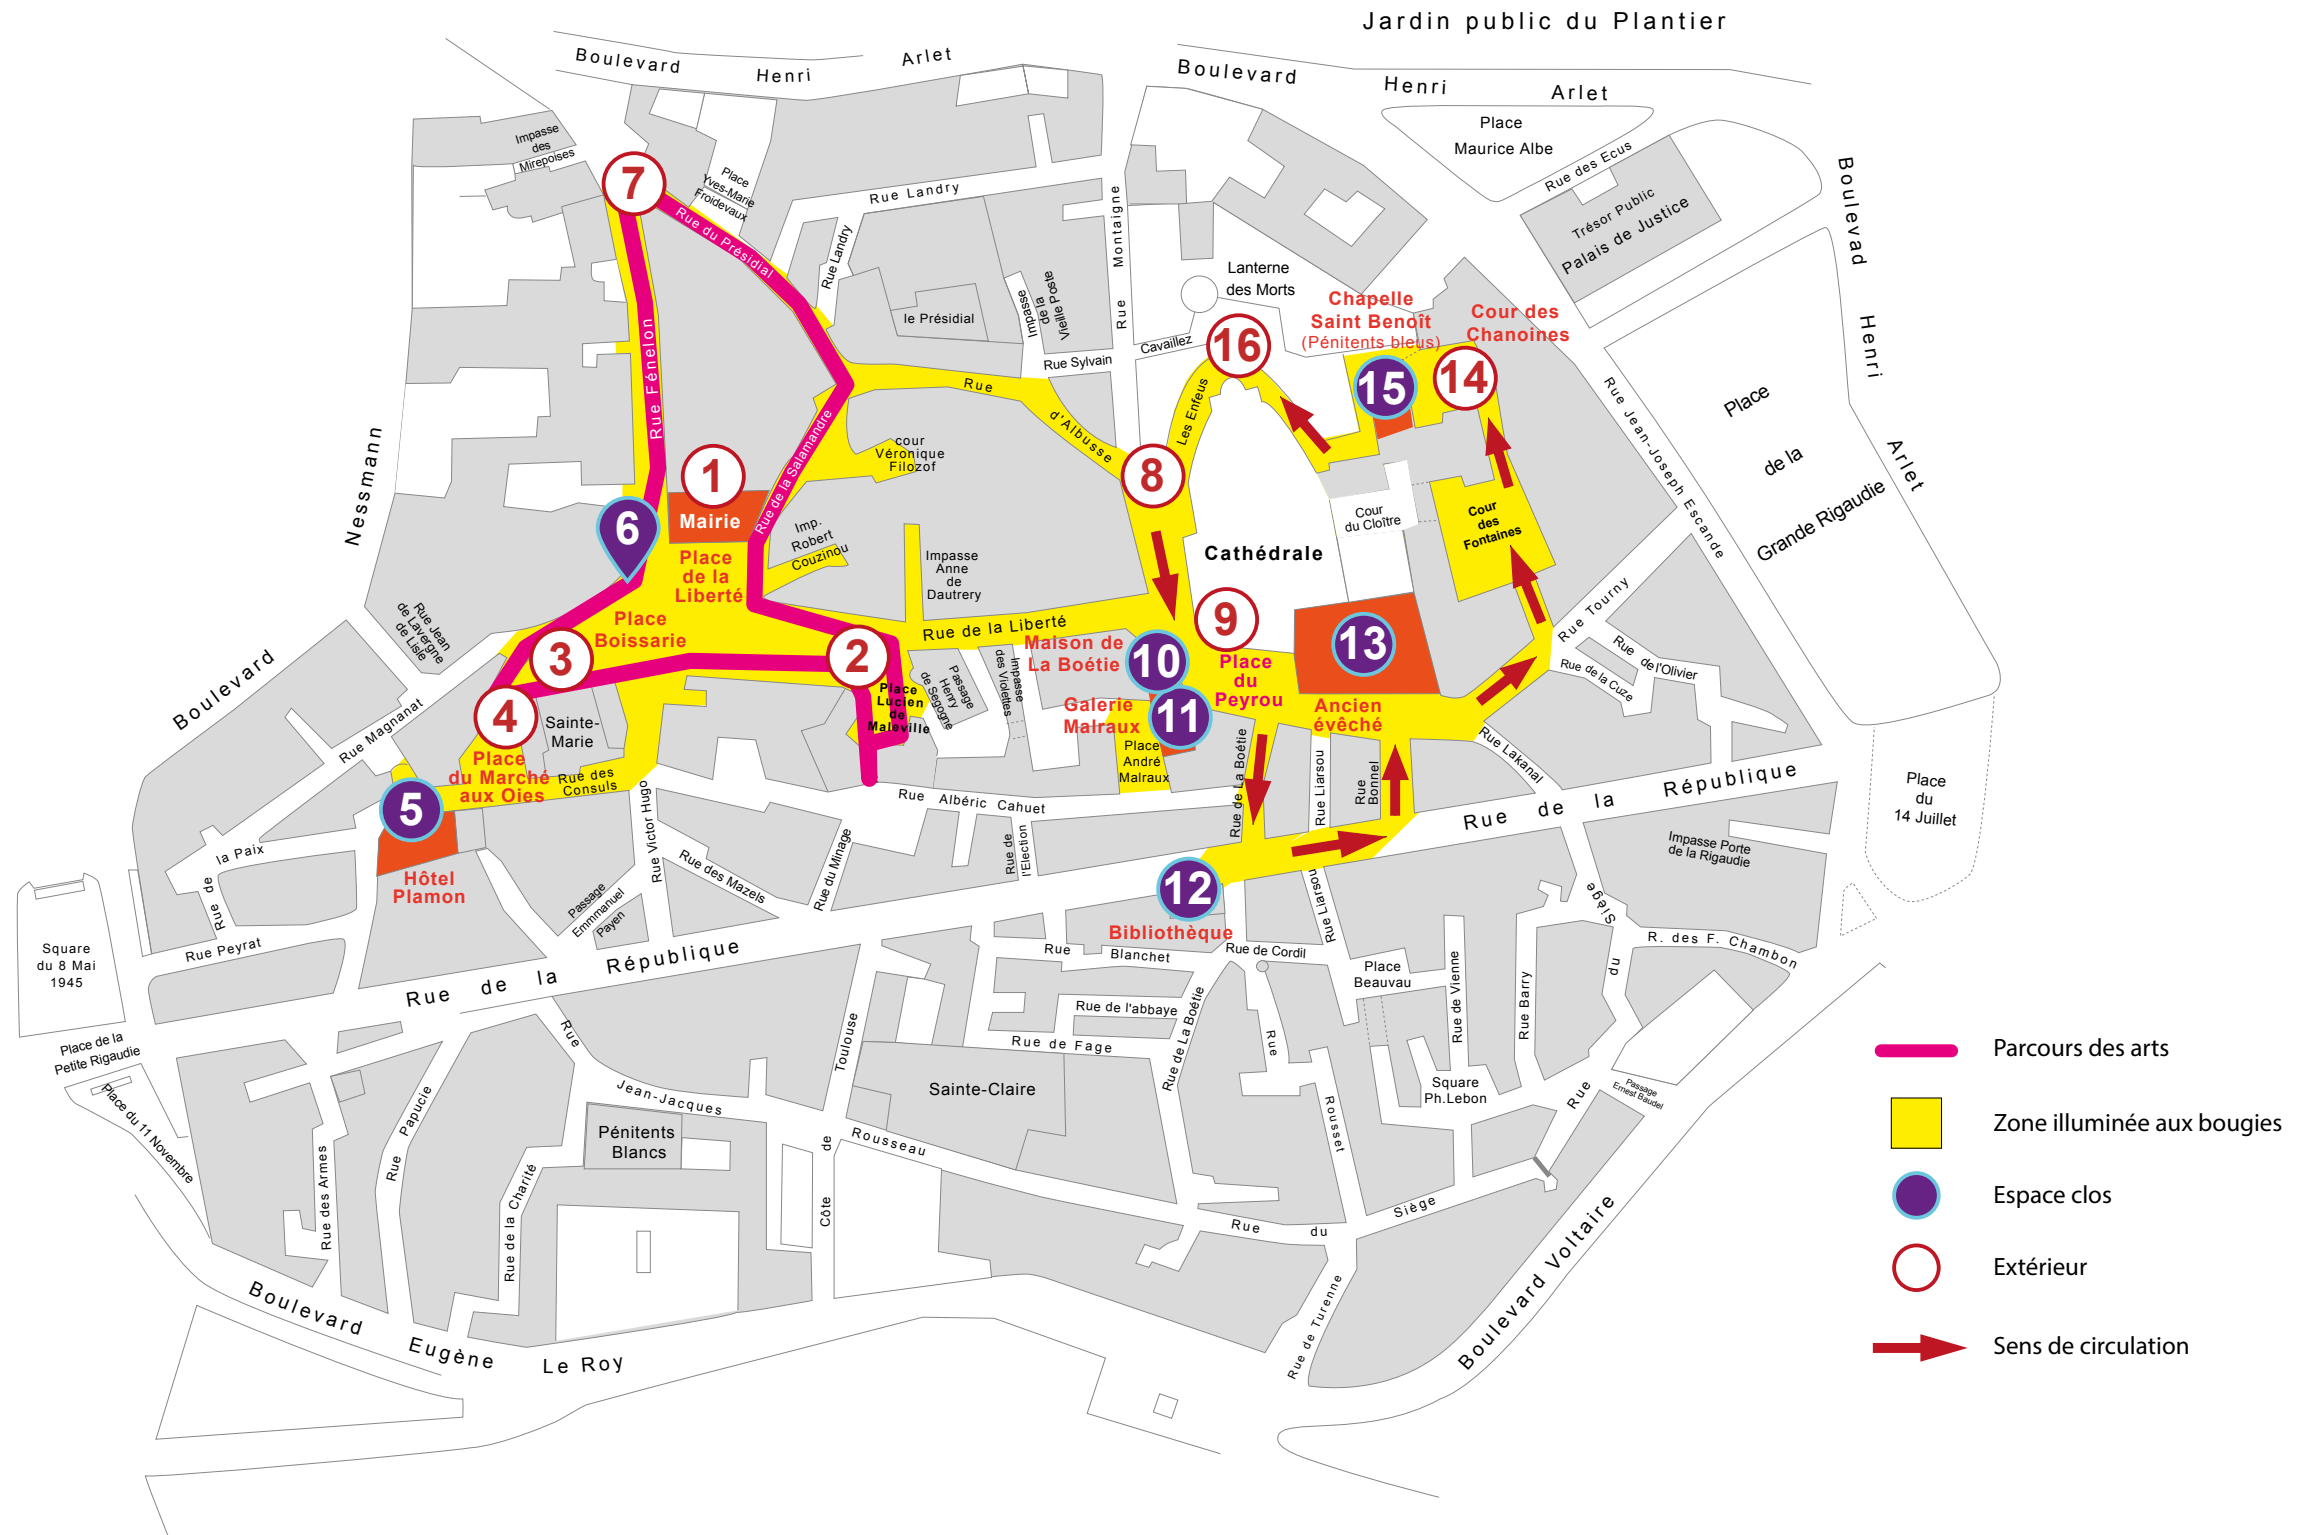 Jardin public du Plantier
Boulevard Henri Arlet
Boulevard Henri Arlet
Place
Maurice Albe
Rue des Ecus
Trésor Public
Palais de Justice
Boulevad Henri Arlet
Impasse
des
Mirepoises
7
Place
Yves-Marie
Froidevaux
Rue du Présidial
Rue Landry
Rue Landry
le Présidial
Impasse
de la
Vieille Poste
Rue Montaigne
Lanterne
des Morts
Rue Sylvain Cavaillez
16
Chapelle
Saint Benoît
(Pénitents bleus)
15
Cour des
Chanoines
14
Rue Jean-Joseph Escande
Place
de la
Grande Rigaudie
Rue Fénelon
Rue de la Salamandre
Rue d'Albusse
Les Enfeus
8
cour
Véronique
Filozof
1
Mairie
6
Nessmann
Boulevard
Imp.
Robert
Couzinou
Impasse
Anne
de
Dautrery
Place
de la
Liberté
Place
Boissarie
Cour
du Cloître
Cathédrale
Cour
des
Fontaines
Rue Jean
de Lavergne
de Lisle
3
2
Rue de la Liberté
Maison de
La Boétie
10
9
13
Place
du
Peyrou
Ancien
évêché
Galerie
Malraux
11
Place
André
Malraux
Rue Tourny
Rue de l'Olivier
Rue de la Cuze
Rue Lakanal
4
Sainte-
Marie
Place
Lucien
de
Maleville
Passage
Henry
de Segogne
Impasse
des Violettes
Rue Magnanat
Place
du Marché
aux Oies
Rue des
Consuls
5
Hôtel
Plamon
Rue Victor Hugo
Rue Albéric Cahuet
Rue de La Boétie
Rue Liarsou
Rue
Bonnel
Rue de la République
Place
du
14 Juillet
Rue de la Paix
Rue Peyrat
Passage
Emmanuel
Payen
Rue des Mazels
Rue du Minage
Rue de
l'Election
12
Bibliothèque
Rue Liarsou
Impasse Porte
de la Rigaudie
Square
du 8 Mai
1945
Rue de la République
Rue Blanchet
Rue de Cordil
Place
Beauvau
Rue de Vienne
Rue Barry
Rue du Siège
R. des F. Chambon
Place de la
Petite Rigaudie
Place du 11 Novembre
Rue de l'abbaye
Rue de Fage
Rue de La Boétie
Rue Rousset
Square
Ph.Lebon
Passage
Ernest Baudel
Rue des Armes
Rue Papucie
Rue de la Charité
Rue Jean-Jacques Rousseau
Pénitents
Blancs
Côte de Toulouse
Sainte-Claire
Rue du Siège
Rue de Turenne
Boulevard Voltaire
Boulevard Eugène Le Roy
Parcours des arts
Zone illuminée aux bougies
Espace clos
Extérieur
Sens de circulation